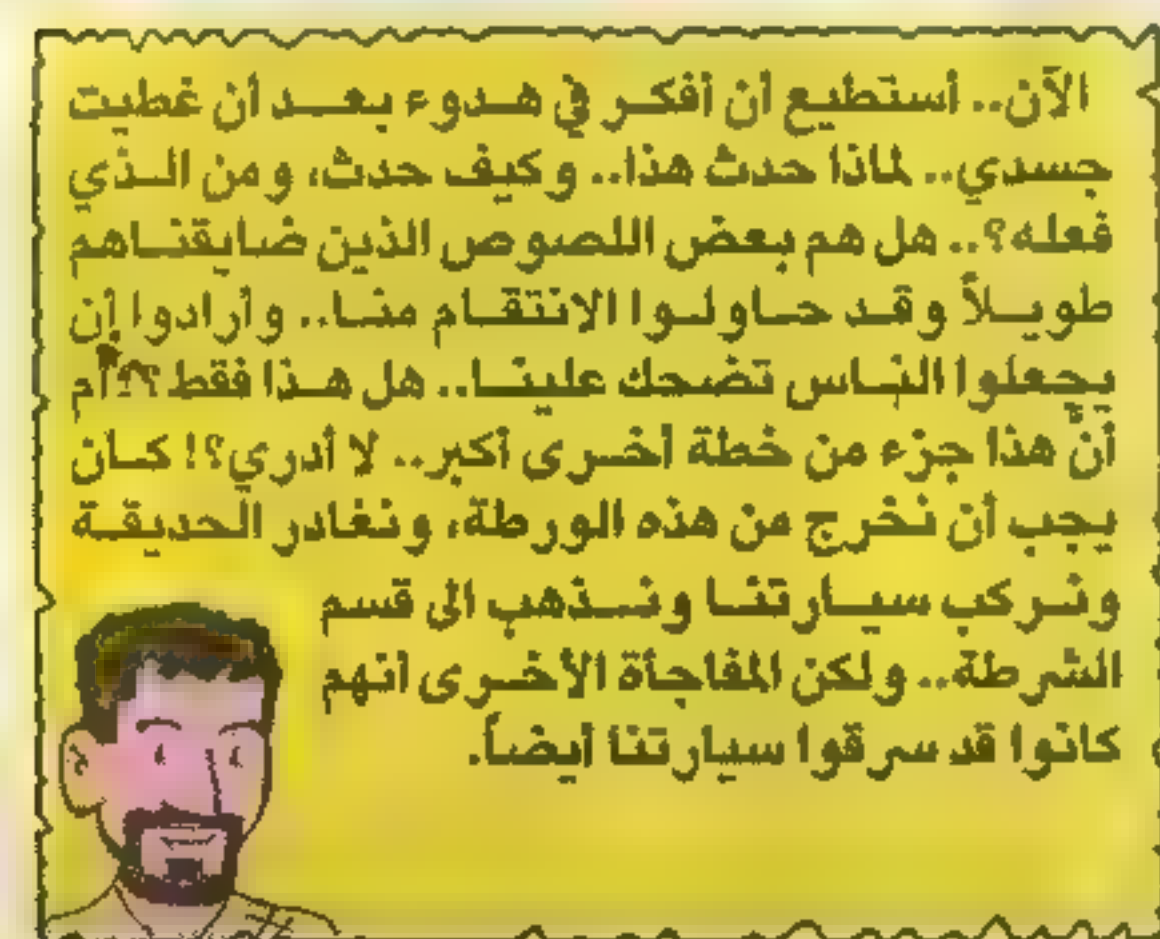 الآن.. أستطيع أن أفكر في هدوء بعد أن غطيت
جسدي.. لماذا حدث هذا.. وكيف حدث، ومن الذي
فعله؟.. هل هم بعض اللصوص الذين ضايقناهم
طويلاً وقد حاولوا الانتقام منا.. وأرادوا إن
يجعلوا الناس تضحك علينا.. هل هذا فقط؟! أم
أنّ هذا جزء من خطة أخرى أكبر.. لا أدري؟! كان
يجب أن نخرج من هذه الورطة، ونغادر الحديقة
ونركب سيارتنا ونذهب الى قسم
الشرطة.. ولكن المفاجأة الأخرى أنهم
كانوا قد سرقوا سيارتنا أيضاً.